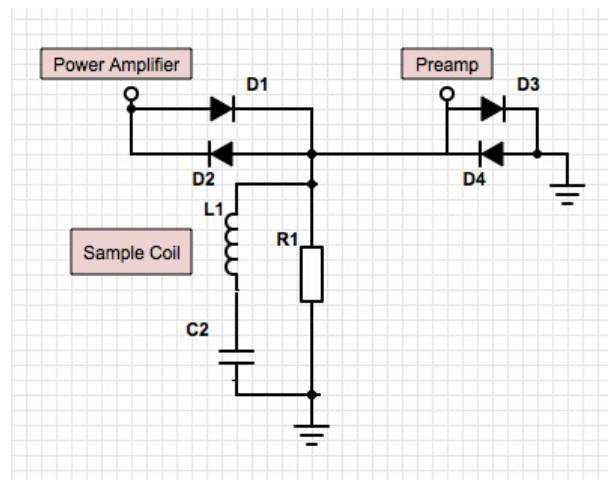 Power Amplifier
Preamp
D1
D3
D2
D4
L1
R1
Sample Coil
C2